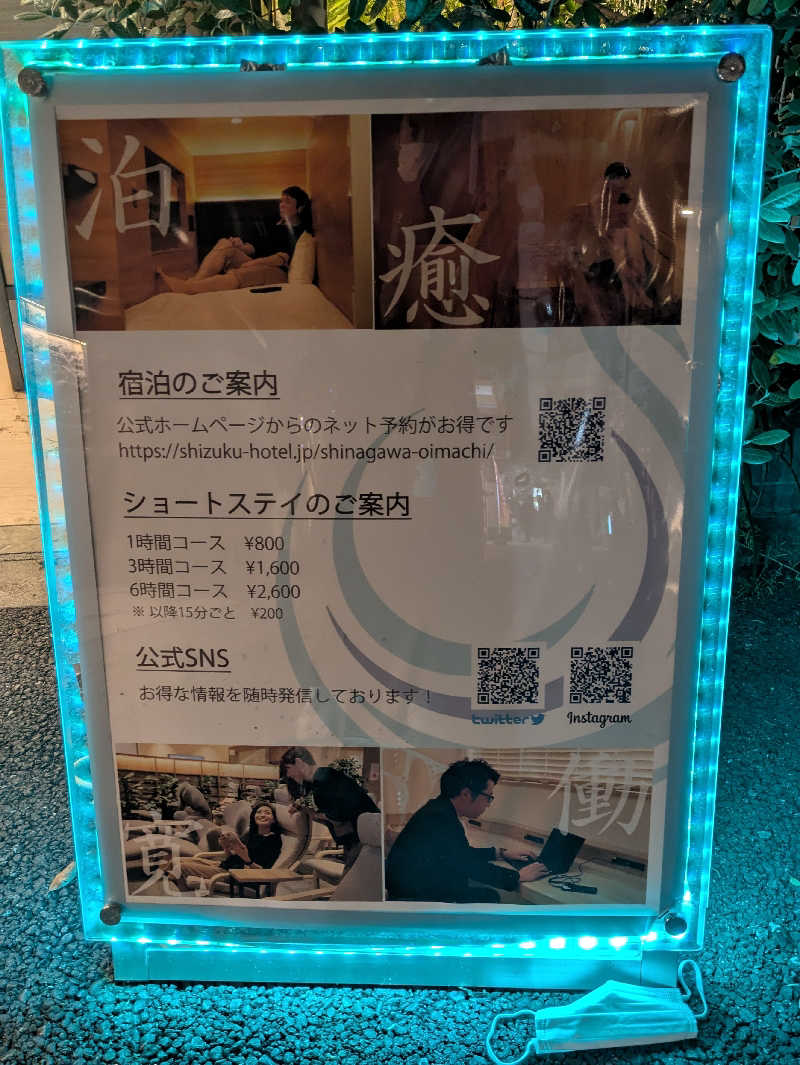 泊
癒
宿泊のご案内
公式ホームページからのネット予約がお得です
https://shizuku-hotel.jp/shinagawa-oimachi/
ショートステイのご案内
1時間コース ¥800
3時間コース ¥1,600
6時間コース ¥2,600
※ 以降15分ごと ¥200
公式SNS
お得な情報を随時発信しております！
twitter
Instagram
寛
働